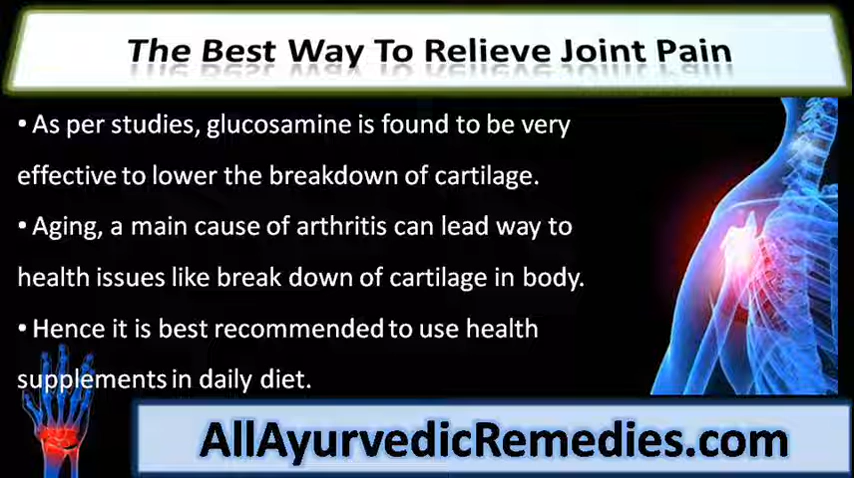 The Best Way To Relieve Joint Pain
• As per studies, glucosamine is found to be very
effective to lower the breakdown of cartilage.
• Aging, a main cause of arthritis can lead way to
health issues like break down of cartilage in body.
• Hence it is best recommended to use health
supplements in daily diet.
AllAyurvedicRemedies.com